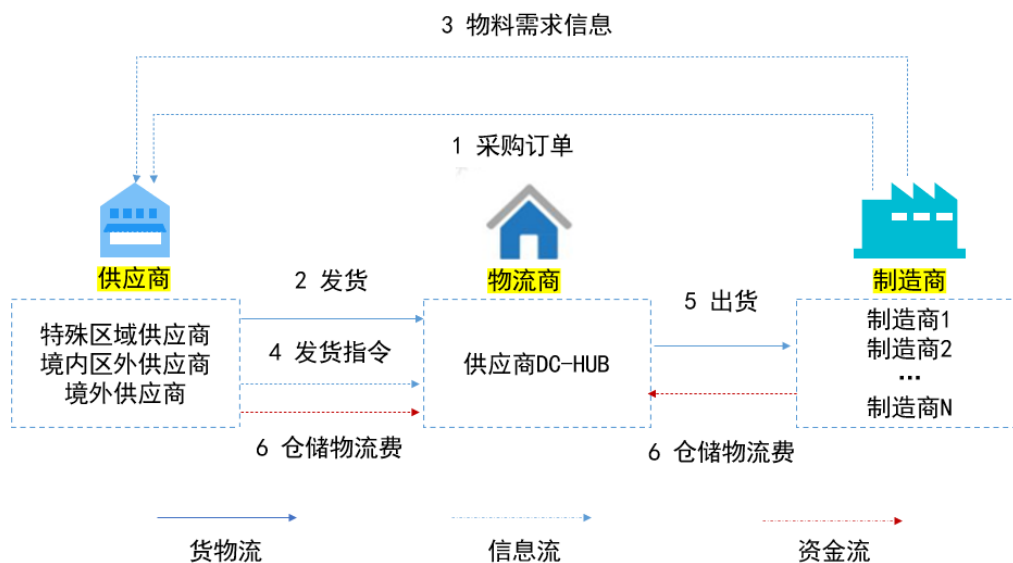 3 物料需求信息
1 采购订单
供应商
物流商
制造商
2 发货
特殊区域供应商
境内区外供应商
境外供应商
4 发货指令
6 仓储物流费
供应商DC-HUB
5 出货
6 仓储物流费
制造商1
制造商2
…
制造商N
货物流
信息流
资金流